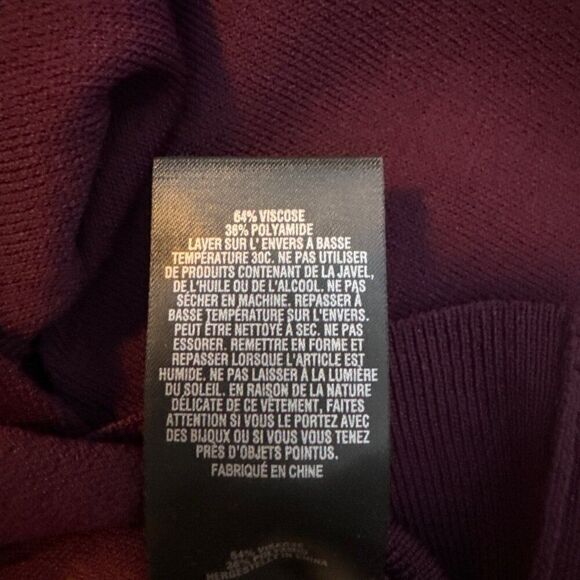 64% VISCOSE
36% POLYAMIDE
LAVER SUR L' ENVERS À BASSE
TEMPÉRATURE 30C. NE PAS UTILISER
DE PRODUITS CONTENANT DE LA JAVEL,
DE L'HUILE OU DE L'ALCOOL. NE PAS
SÉCHER EN MACHINE. REPASSER À
BASSE TEMPÉRATURE SUR L'ENVERS.
PEUT ÊTRE NETTOYÉ À SEC. NE PAS
ESSORER. REMETTRE EN FORME ET
REPASSER LORSQUE L'ARTICLE EST
HUMIDE. NE PAS LAISSER À LA LUMIÈRE
DU SOLEIL. EN RAISON DE LA NATURE
DÉLICATE DE CE VÊTEMENT, FAITES
ATTENTION SI VOUS LE PORTEZ AVEC
DES BIJOUX OU SI VOUS VOUS TENEZ
PRÈS D'OBJETS POINTUS.
FABRIQUÉ EN CHINE
64% VISCOSE